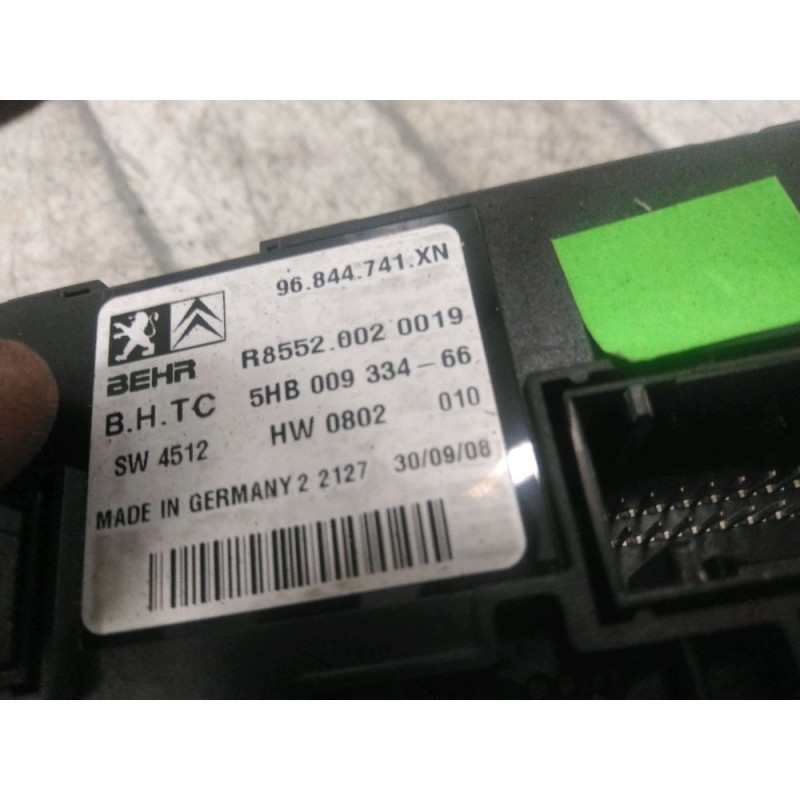 96.844.741.XN
BEHR R8552.002 0019
B.H.TC 5HB 009 334-66
SW 4512 HW 0802 010
MADE IN GERMANY 2 2127 30/09/08